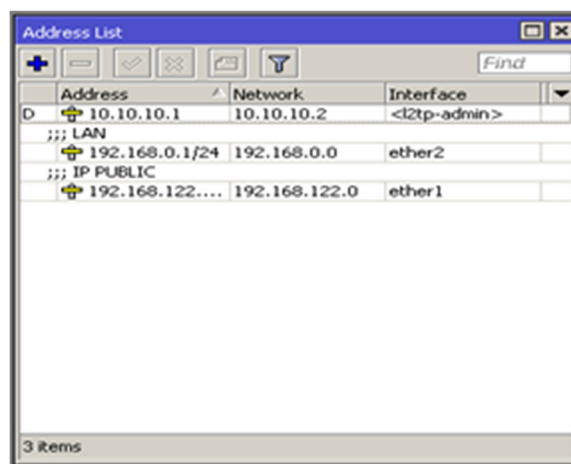 Address List
Find
Address Network Interface
D 10.10.10.1 10.10.10.2 <l2tp-admin>
;;; LAN
192.168.0.1/24 192.168.0.0 ether2
;;; IP PUBLIC
192.168.122.... 192.168.122.0 ether1
3 items